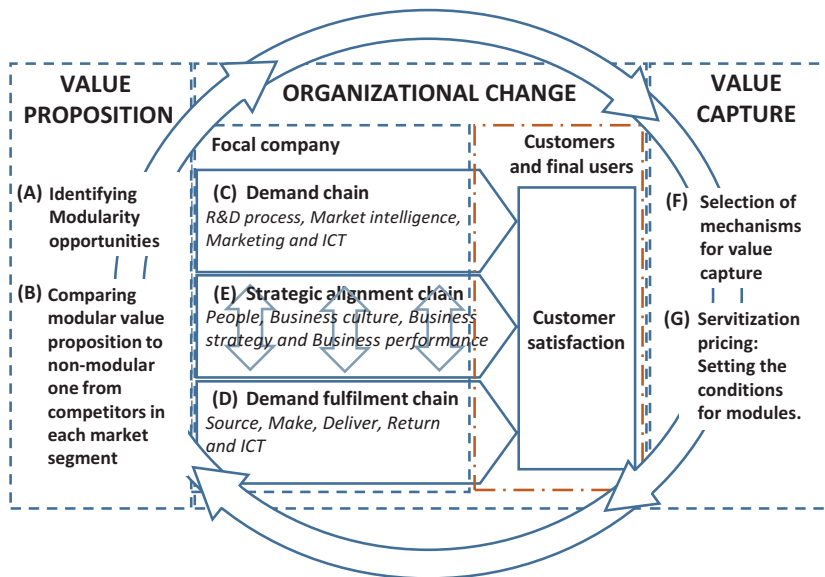 VALUE
PROPOSITION
(A) Identifying
Modularity
opportunities
(B) Comparing
modular value
proposition to
non-modular
one from
competitors in
each market
segment
ORGANIZATIONAL CHANGE
Focal company
Customers
and final users
(C) Demand chain
R&D process, Market intelligence,
Marketing and ICT
(E) Strategic alignment chain
People, Business culture, Business
strategy and Business performance
(D) Demand fulfilment chain
Source, Make, Deliver, Return
and ICT
Customer
satisfaction
VALUE
CAPTURE
(F) Selection of
mechanisms
for value
capture
(G) Servitization
pricing:
Setting the
conditions
for modules.